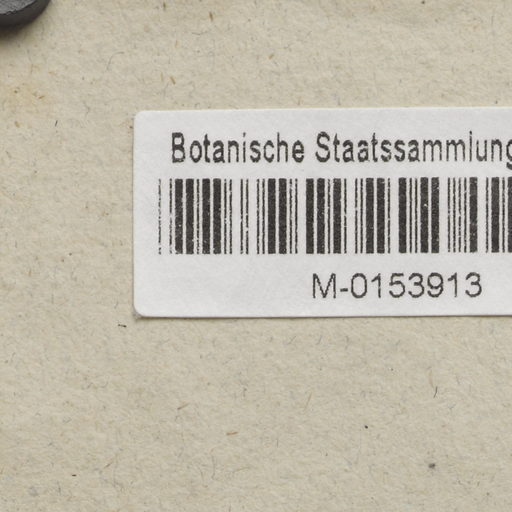 Botanische Staatssammlung
M-0153913